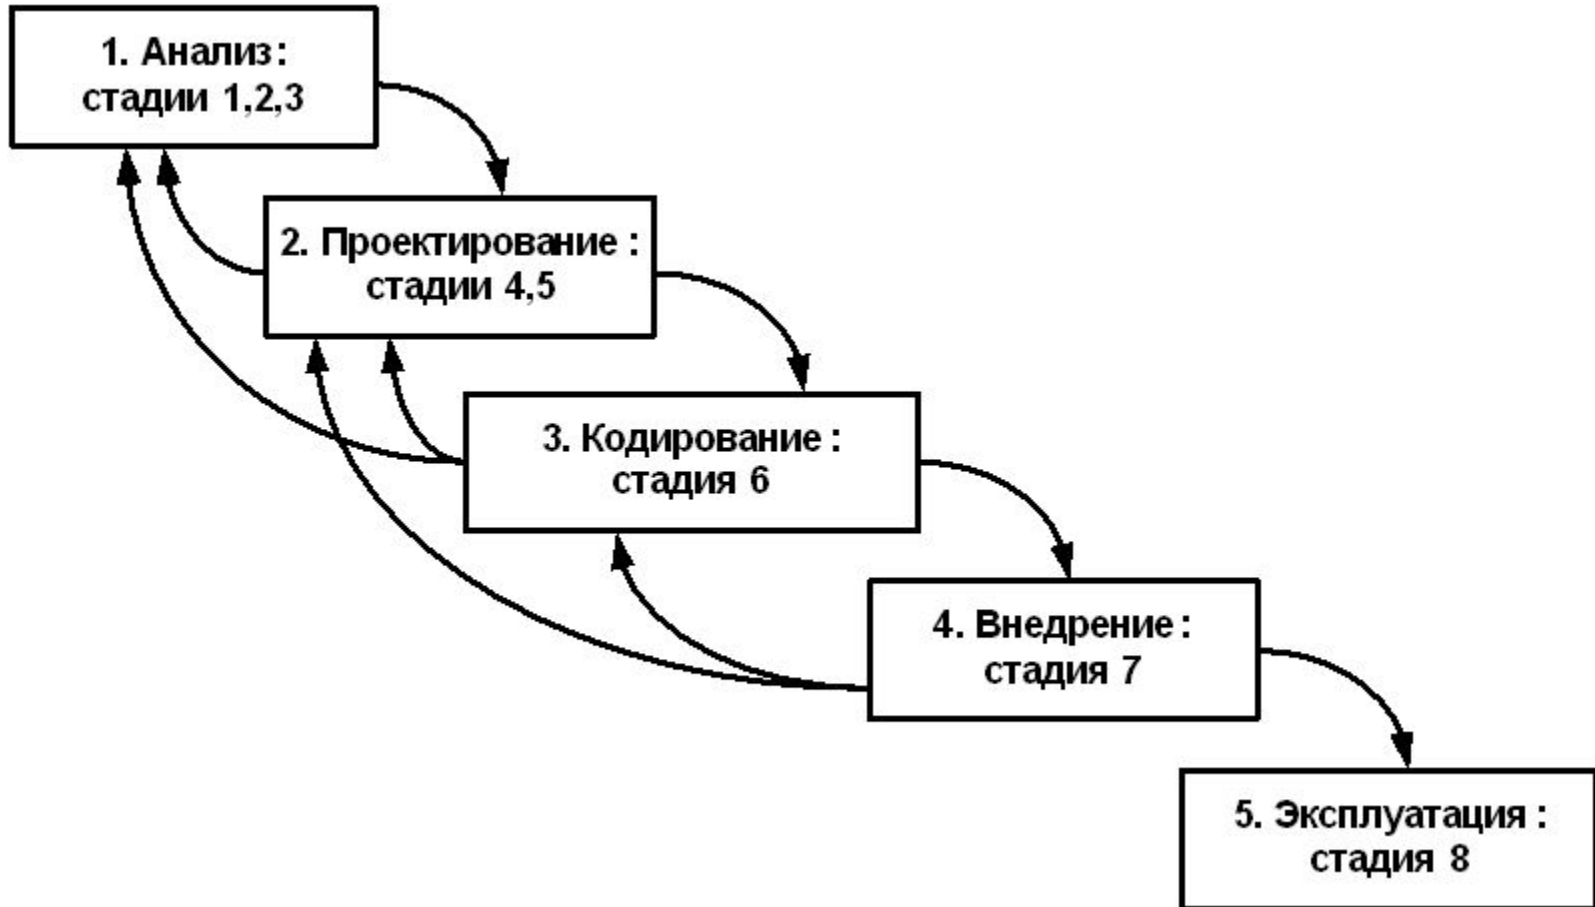 1. Анализ:
стадии 1,2,3
2. Проектирование :
стадии 4,5
3. Кодирование :
стадия 6
4. Внедрение :
стадия 7
5. Эксплуатация :
стадия 8